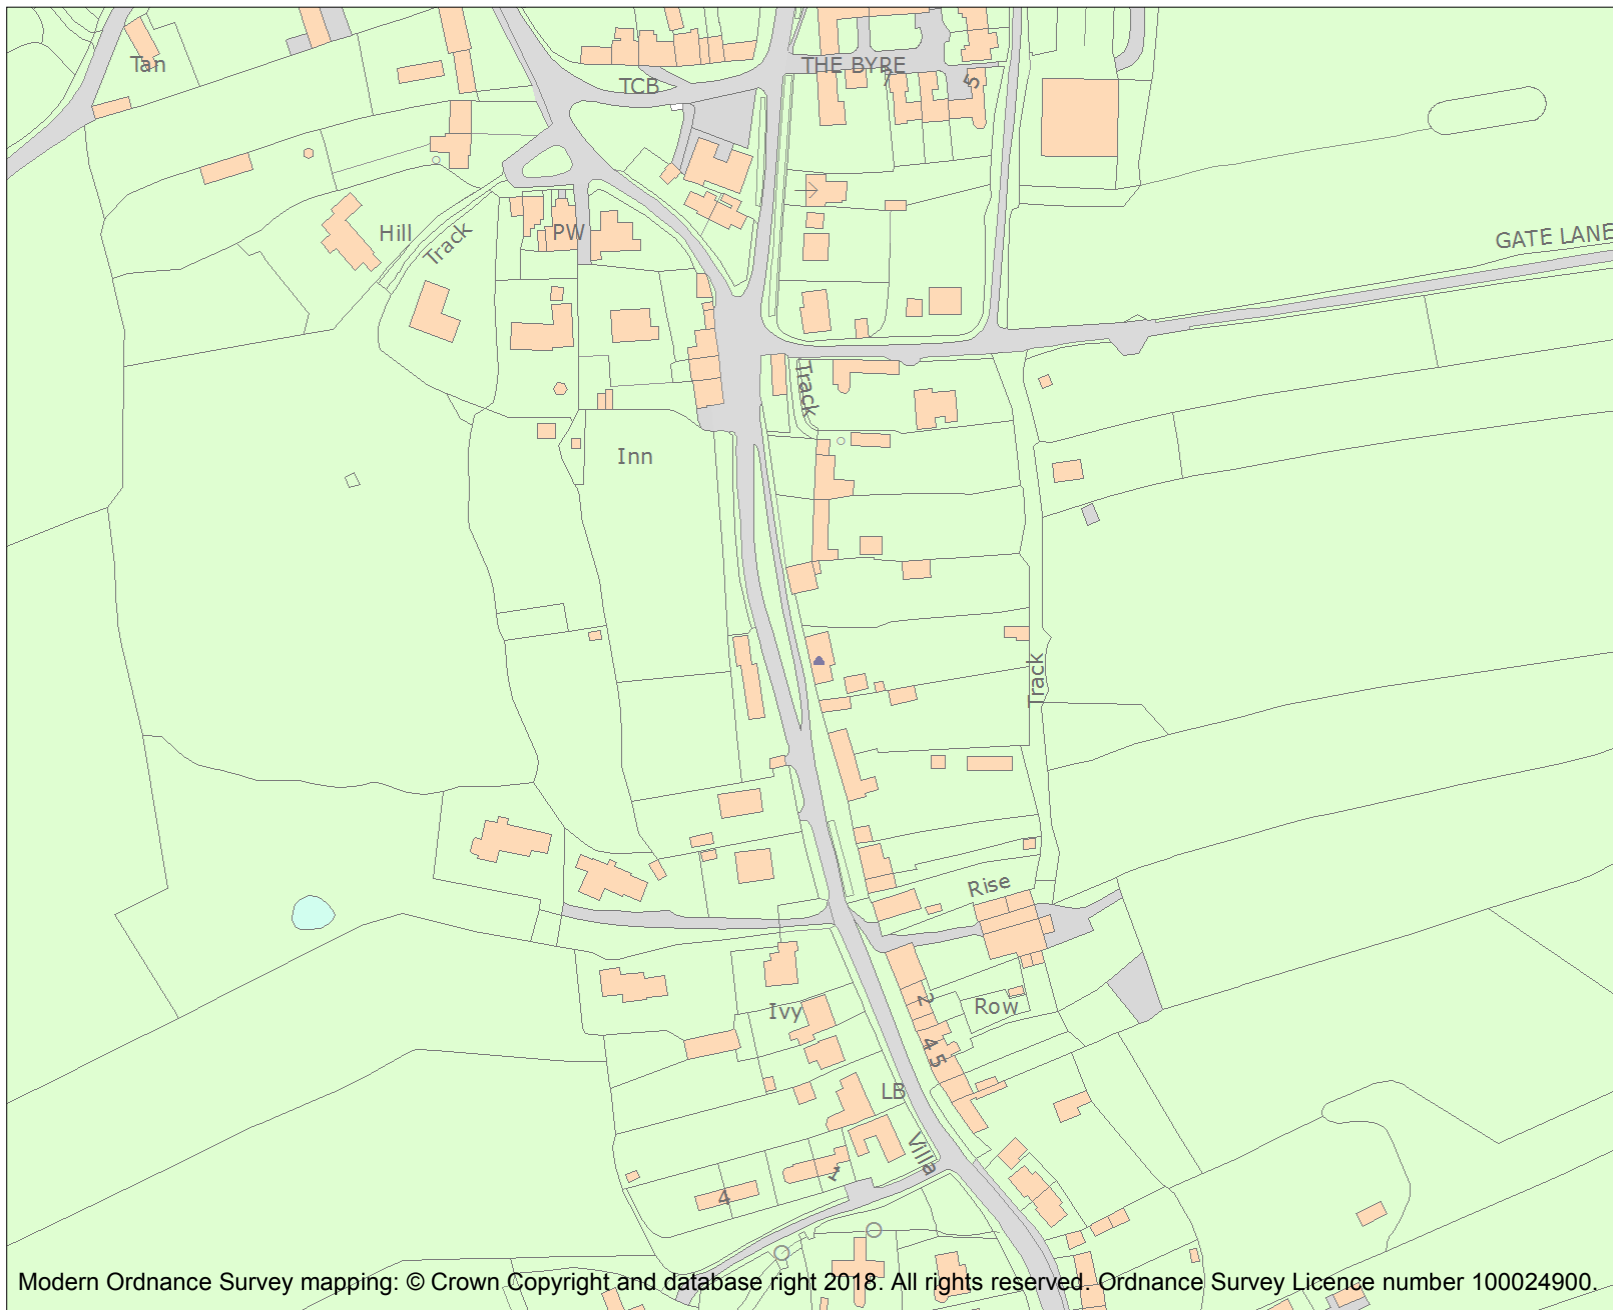 Tan
TCB
THE BYRE
7
5
Hill
Track
PW
GATE LANE
Track
Inn
Track
Rise
2
Row
Ivy
4 5
LB
Villa
1
4
Modern Ordnance Survey mapping: © Crown Copyright and database right 2018. All rights reserved. Ordnance Survey Licence number 100024900.